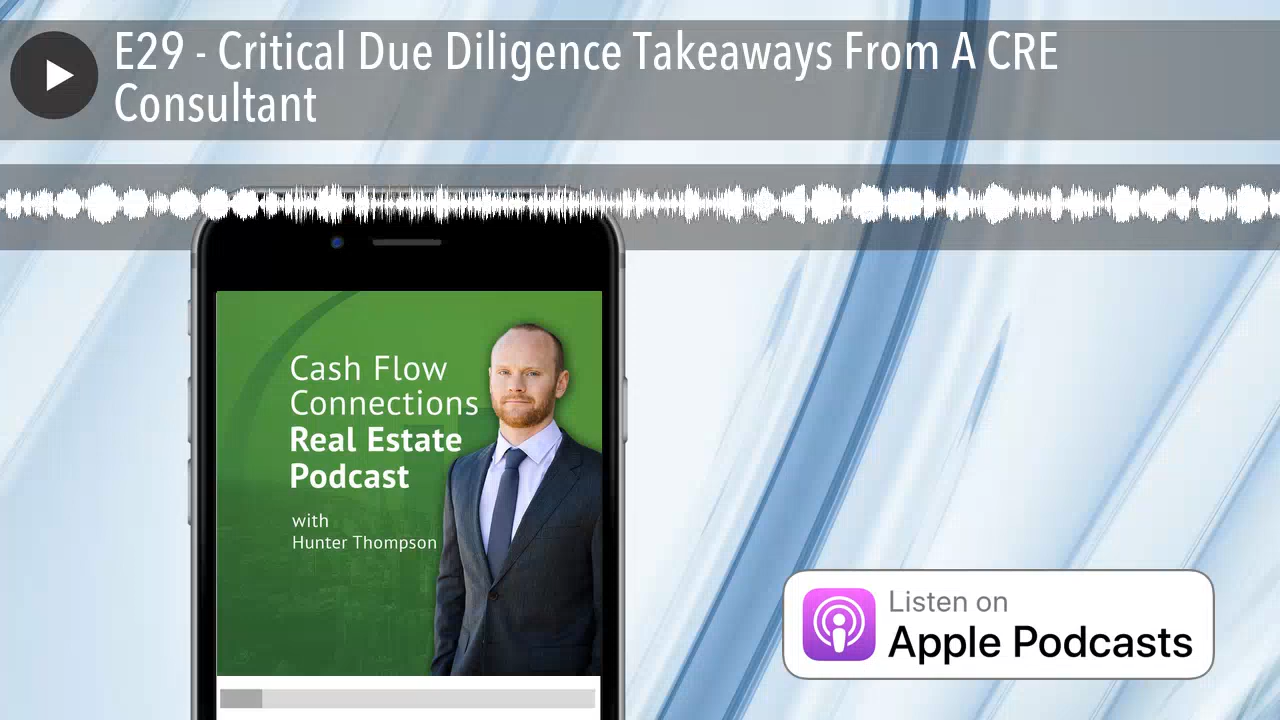 E29 - Critical Due Diligence Takeaways From A CRE
Consultant
Cash Flow
Connections
Real Estate
Podcast
with
Hunter Thompson
Listen on
Apple Podcasts